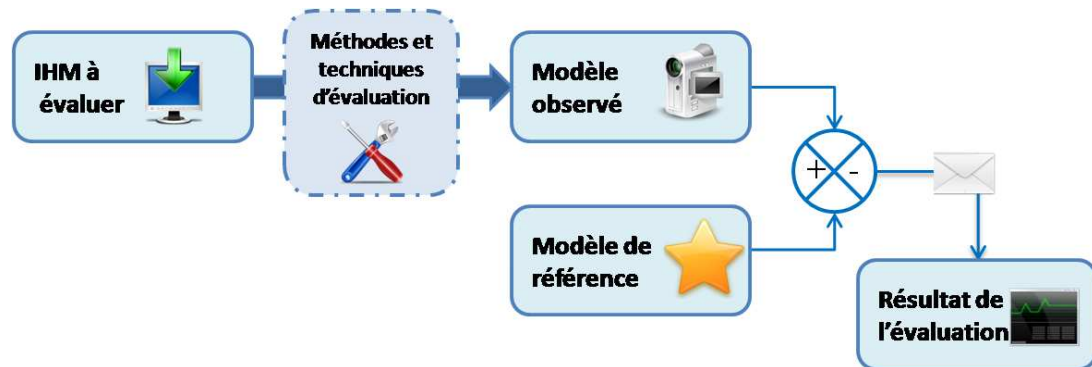 IHM à
évaluer
Méthodes et
techniques
d'évaluation
Modèle
observé
+ -
Modèle de
référence
Résultat de
l'évaluation